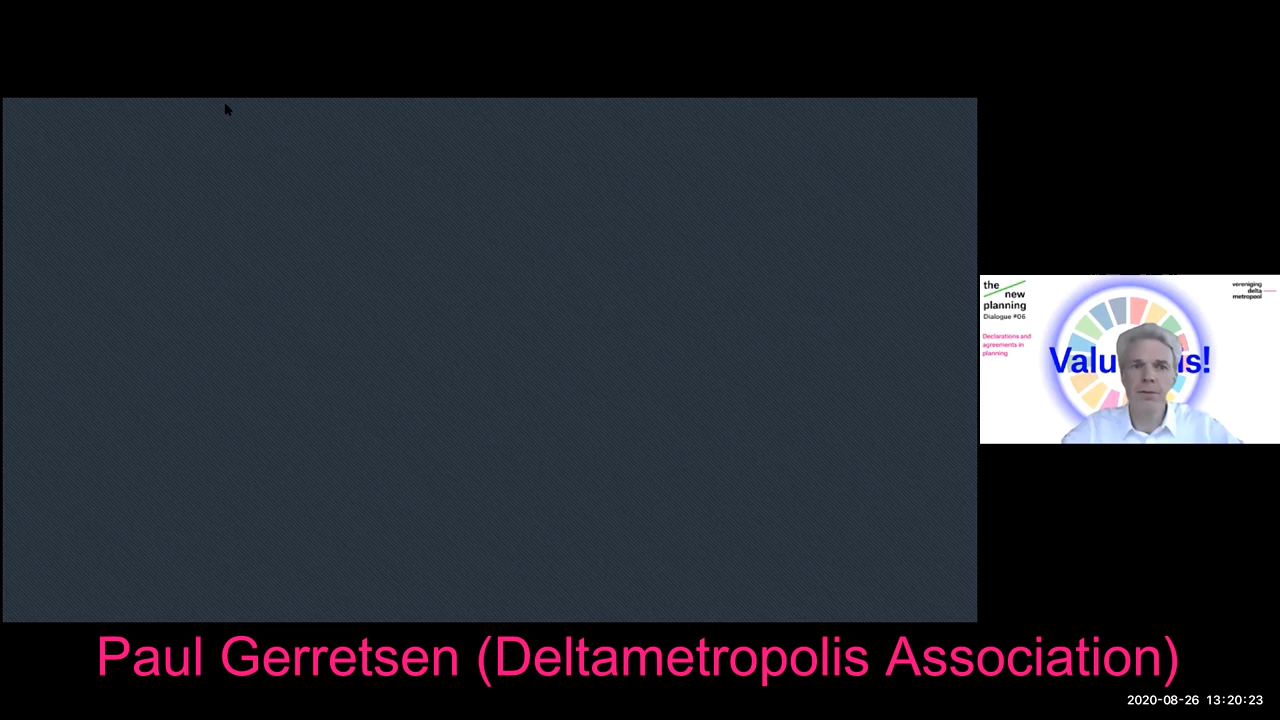 the
new
planning
Dialogue #06
Declarations and
agreements in
planning
Valu is!
vereniging
delta
metropool
Paul Gerretsen (Deltametropolis Association)
2020-08-26 13:20:23